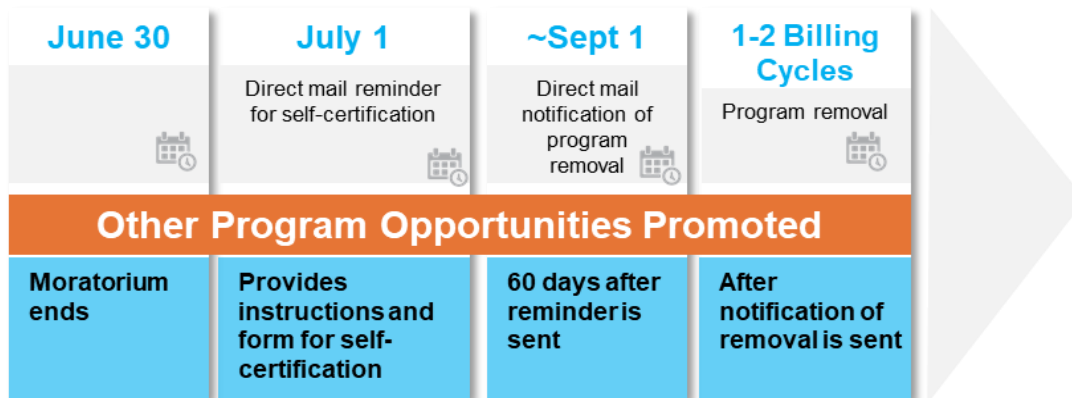 June 30
July 1
~Sept 1
1-2 Billing
Cycles
Direct mail reminder
for self-certification
Direct mail
notification of
program
removal
Program removal
Other Program Opportunities Promoted
Moratorium
ends
Provides
instructions and
form for self-
certification
60 days after
reminder is
sent
After
notification of
removal is sent